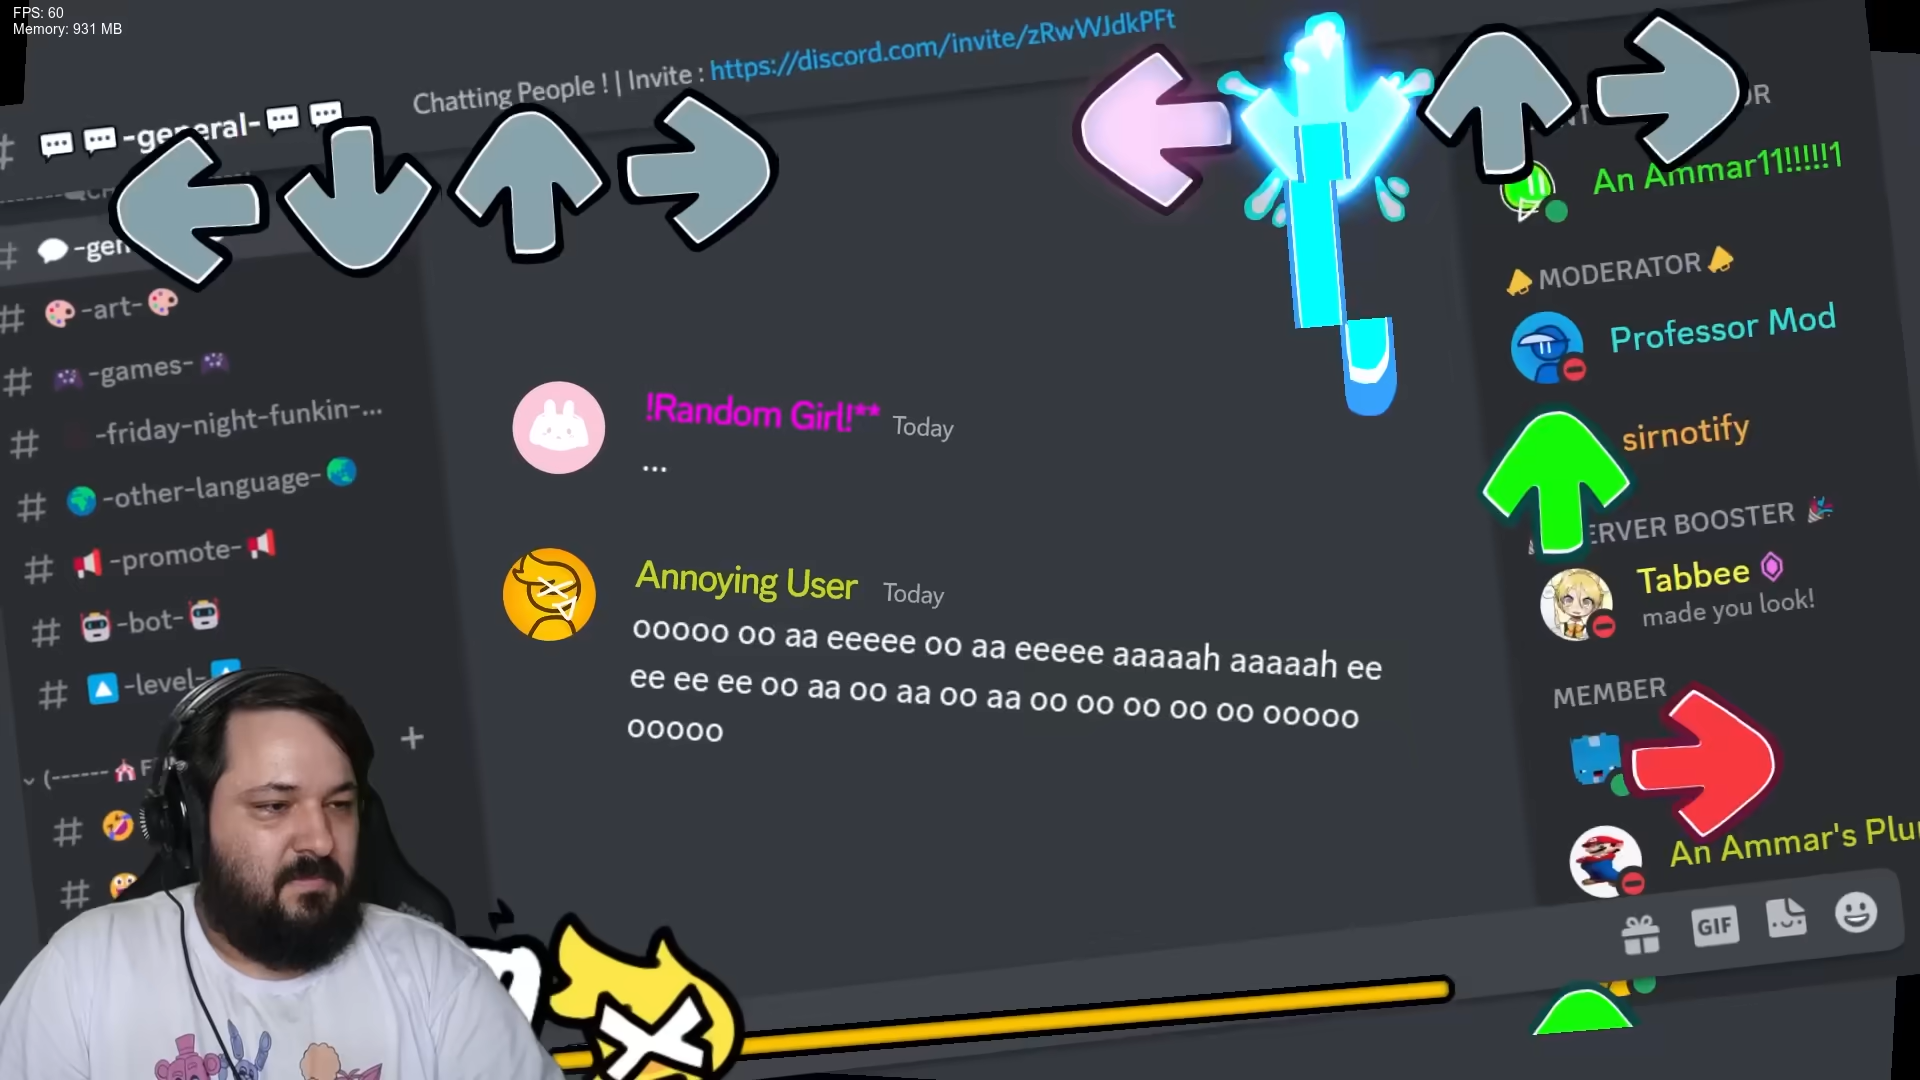 FPS: 60
Memory: 931 MB
Chatting People ! | Invite : https://discord.com/invite/zRwWJdkPFt
# -general-
# -gen
# -art-
# -games-
# -friday-night-funkin-...
# -other-language-
# -promote-
# -bot-
# -level-
+
(------
#
#
!Random Girl!** Today
...
Annoying User Today
ooooo oo aa eeeee oo aa eeeee aaaaah aaaaah ee
ee ee ee oo aa oo aa oo aa oo oo oo oo oo ooooo
ooooo
An Ammar11!!!!!1
MODERATOR
Professor Mod
sirnotify
ERVER BOOSTER
Tabbee
made you look!
MEMBER
An Ammar's Plu
GIF